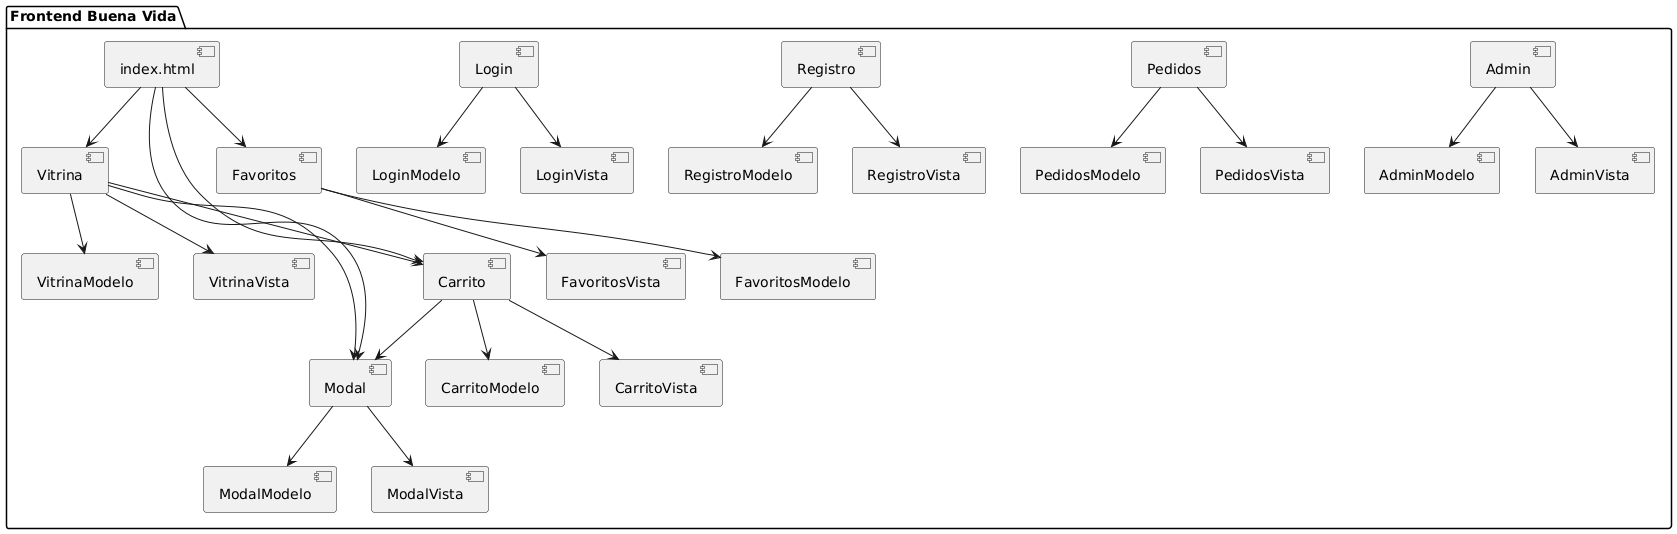 Frontend Buena Vida
index.html
Login
Registro
Pedidos
Admin
Vitrina
Favoritos
LoginModelo
LoginVista
RegistroModelo
RegistroVista
PedidosModelo
PedidosVista
AdminModelo
AdminVista
VitrinaModelo
VitrinaVista
Carrito
FavoritosVista
FavoritosModelo
Modal
CarritoModelo
CarritoVista
ModalModelo
ModalVista